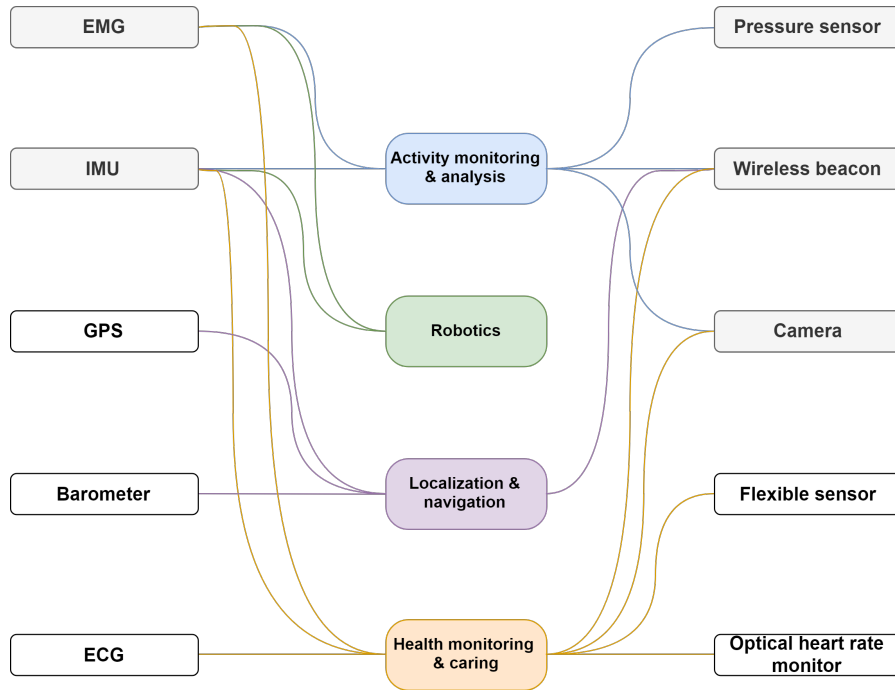 EMG
Pressure sensor
IMU
Activity monitoring
& analysis
Wireless beacon
GPS
Robotics
Camera
Barometer
Localization &
navigation
Flexible sensor
ECG
Health monitoring
& caring
Optical heart rate
monitor